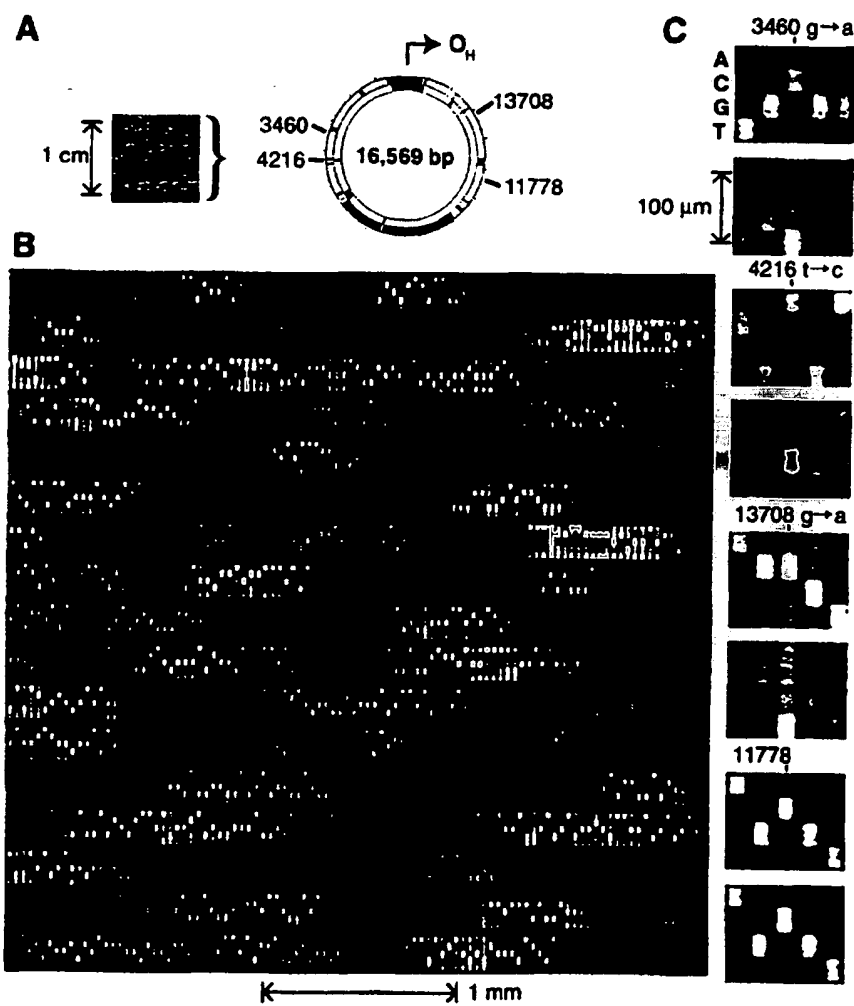 A
O_H
13708
3460
4216
1 cm
16,569 bp
11778
B
1 mm
C
3460 g→a
A
C
G
T
100 μm
4216 t→c
13708 g→a
11778